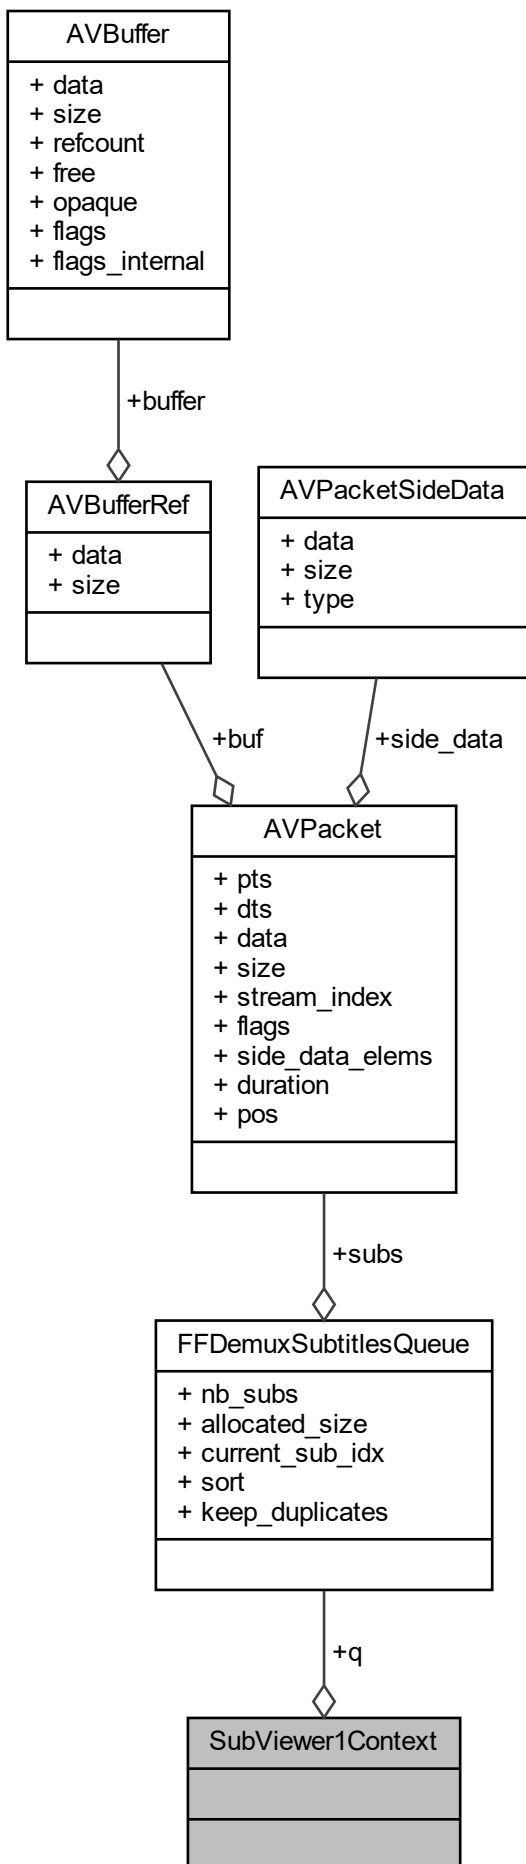 AVBuffer
+ data
+ size
+ refcount
+ free
+ opaque
+ flags
+ flags_internal
+buffer
AVBufferRef
+ data
+ size
AVPacketSideData
+ data
+ size
+ type
+buf
+side_data
AVPacket
+ pts
+ dts
+ data
+ size
+ stream_index
+ flags
+ side_data_elems
+ duration
+ pos
+subs
FFDemuxSubtitlesQueue
+ nb_subs
+ allocated_size
+ current_sub_idx
+ sort
+ keep_duplicates
+q
SubViewer1Context